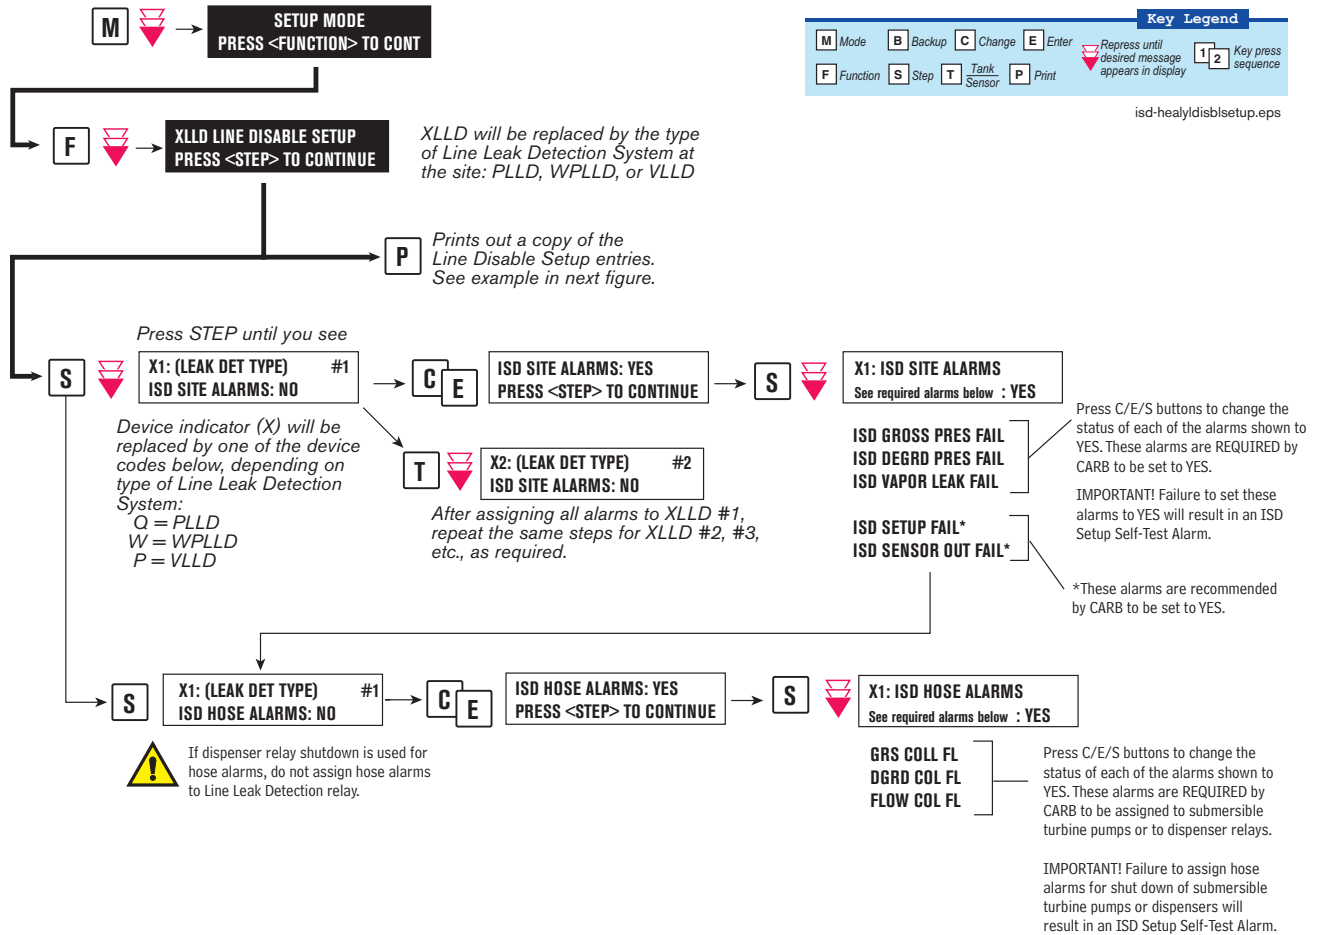 M
SETUP MODE
PRESS <FUNCTION> TO CONT
Key Legend
M Mode B Backup C Change E Enter
F Function S Step T Tank Sensor P Print
Repress until
desired message
appears in display
1 2
Key press
sequence
isd-healyldisblsetup.eps
F
XLLD LINE DISABLE SETUP
PRESS <STEP> TO CONTINUE
XLLD will be replaced by the type
of Line Leak Detection System at
the site: PLLD, WPLLD, or VLLD
P
Prints out a copy of the
Line Disable Setup entries.
See example in next figure.
Press STEP until you see
S
X1: (LEAK DET TYPE) #1
ISD SITE ALARMS: NO
C E
ISD SITE ALARMS: YES
PRESS <STEP> TO CONTINUE
S
X1: ISD SITE ALARMS
See required alarms below : YES
Device indicator (X) will be
replaced by one of the device
codes below, depending on
type of Line Leak Detection
System:
Q = PLLD
W = WPLLD
P = VLLD
T
X2: (LEAK DET TYPE) #2
ISD SITE ALARMS: NO
After assigning all alarms to XLLD #1,
repeat the same steps for XLLD #2, #3,
etc., as required.
ISD GROSS PRES FAIL
ISD DEGRD PRES FAIL
ISD VAPOR LEAK FAIL
ISD SETUP FAIL*
ISD SENSOR OUT FAIL*
Press C/E/S buttons to change the
status of each of the alarms shown to
YES. These alarms are REQUIRED by
CARB to be set to YES.
IMPORTANT! Failure to set these
alarms to YES will result in an ISD
Setup Self-Test Alarm.
*These alarms are recommended
by CARB to be set to YES.
S
X1: (LEAK DET TYPE) #1
ISD HOSE ALARMS: NO
C E
ISD HOSE ALARMS: YES
PRESS <STEP> TO CONTINUE
S
X1: ISD HOSE ALARMS
See required alarms below : YES
!
If dispenser relay shutdown is used for
hose alarms, do not assign hose alarms
to Line Leak Detection relay.
GRS COLL FL
DGRD COL FL
FLOW COL FL
Press C/E/S buttons to change the
status of each of the alarms shown to
YES. These alarms are REQUIRED by
CARB to be assigned to submersible
turbine pumps or to dispenser relays.
IMPORTANT! Failure to assign hose
alarms for shut down of submersible
turbine pumps or dispensers will
result in an ISD Setup Self-Test Alarm.